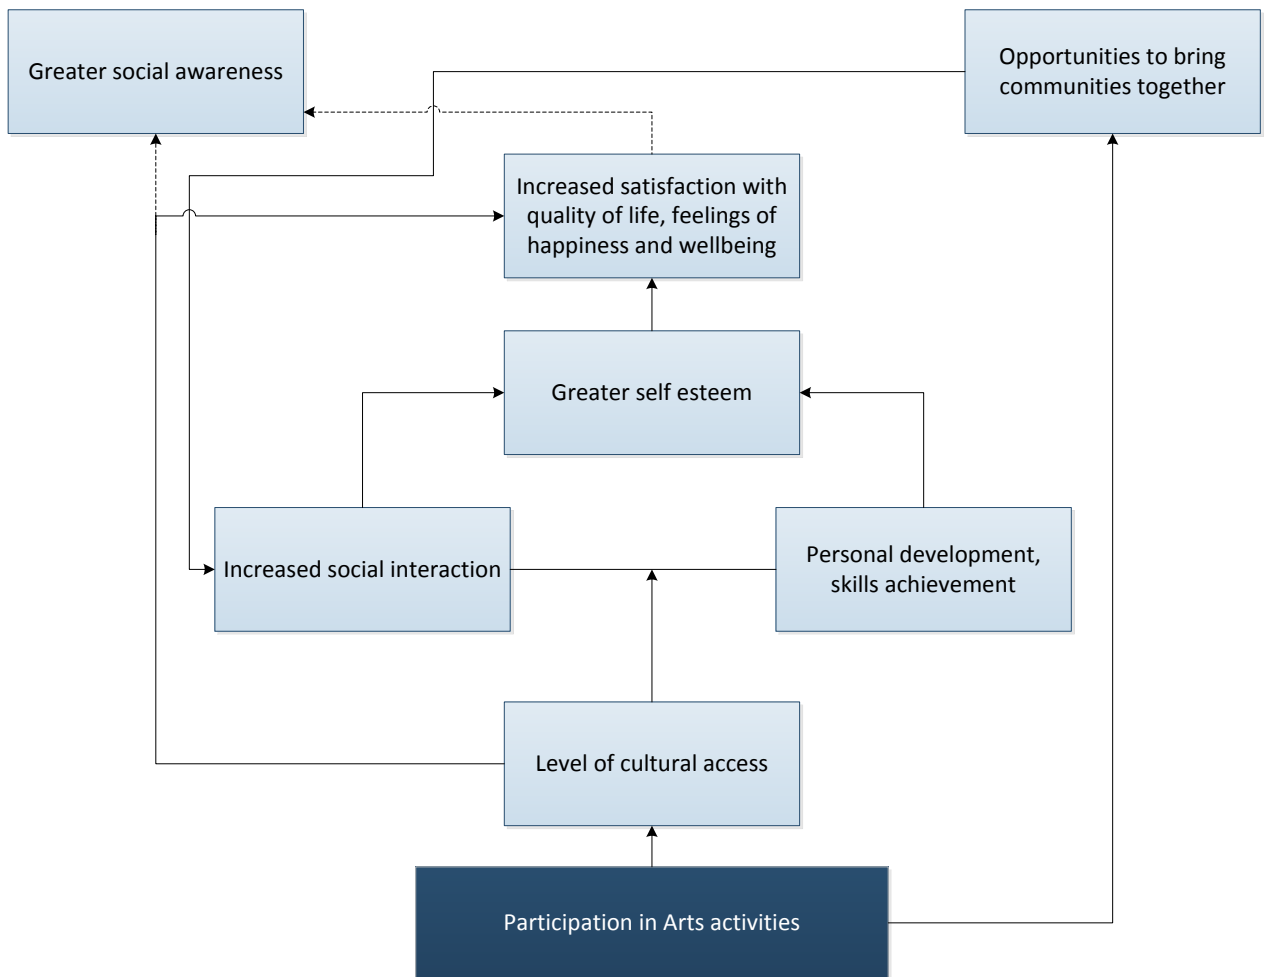 Greater social awareness
Opportunities to bring
communities together
Increased satisfaction with
quality of life, feelings of
happiness and wellbeing
Greater self esteem
Increased social interaction
Personal development,
skills achievement
Level of cultural access
Participation in Arts activities